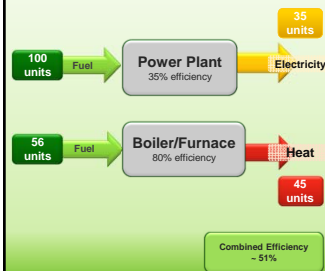 35
units
100
units
Fuel
Power Plant
35% efficiency
Electricity
56
units
Fuel
Boiler/Furnace
80% efficiency
Heat
45
units
Combined Efficiency
~ 51%